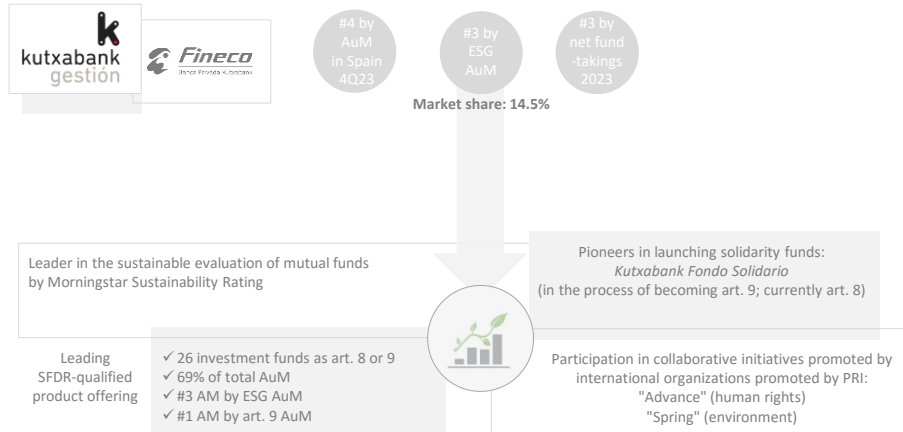 kutxabank
gestión
Fineco
Banca Privada Kutxabank
#4 by
AuM
in Spain
4Q23
#3 by
ESG
AuM
#3 by
net fund
-takings
2023
Market share: 14.5%
Leader in the sustainable evaluation of mutual funds
by Morningstar Sustainability Rating
Pioneers in launching solidarity funds:
Kutxabank Fondo Solidario
(in the process of becoming art. 9; currently art. 8)
Leading
SFDR-qualified
product offering
✓ 26 investment funds as art. 8 or 9
✓ 69% of total AuM
✓ #3 AM by ESG AuM
✓ #1 AM by art. 9 AuM
Participation in collaborative initiatives promoted by
international organizations promoted by PRI:
"Advance" (human rights)
"Spring" (environment)